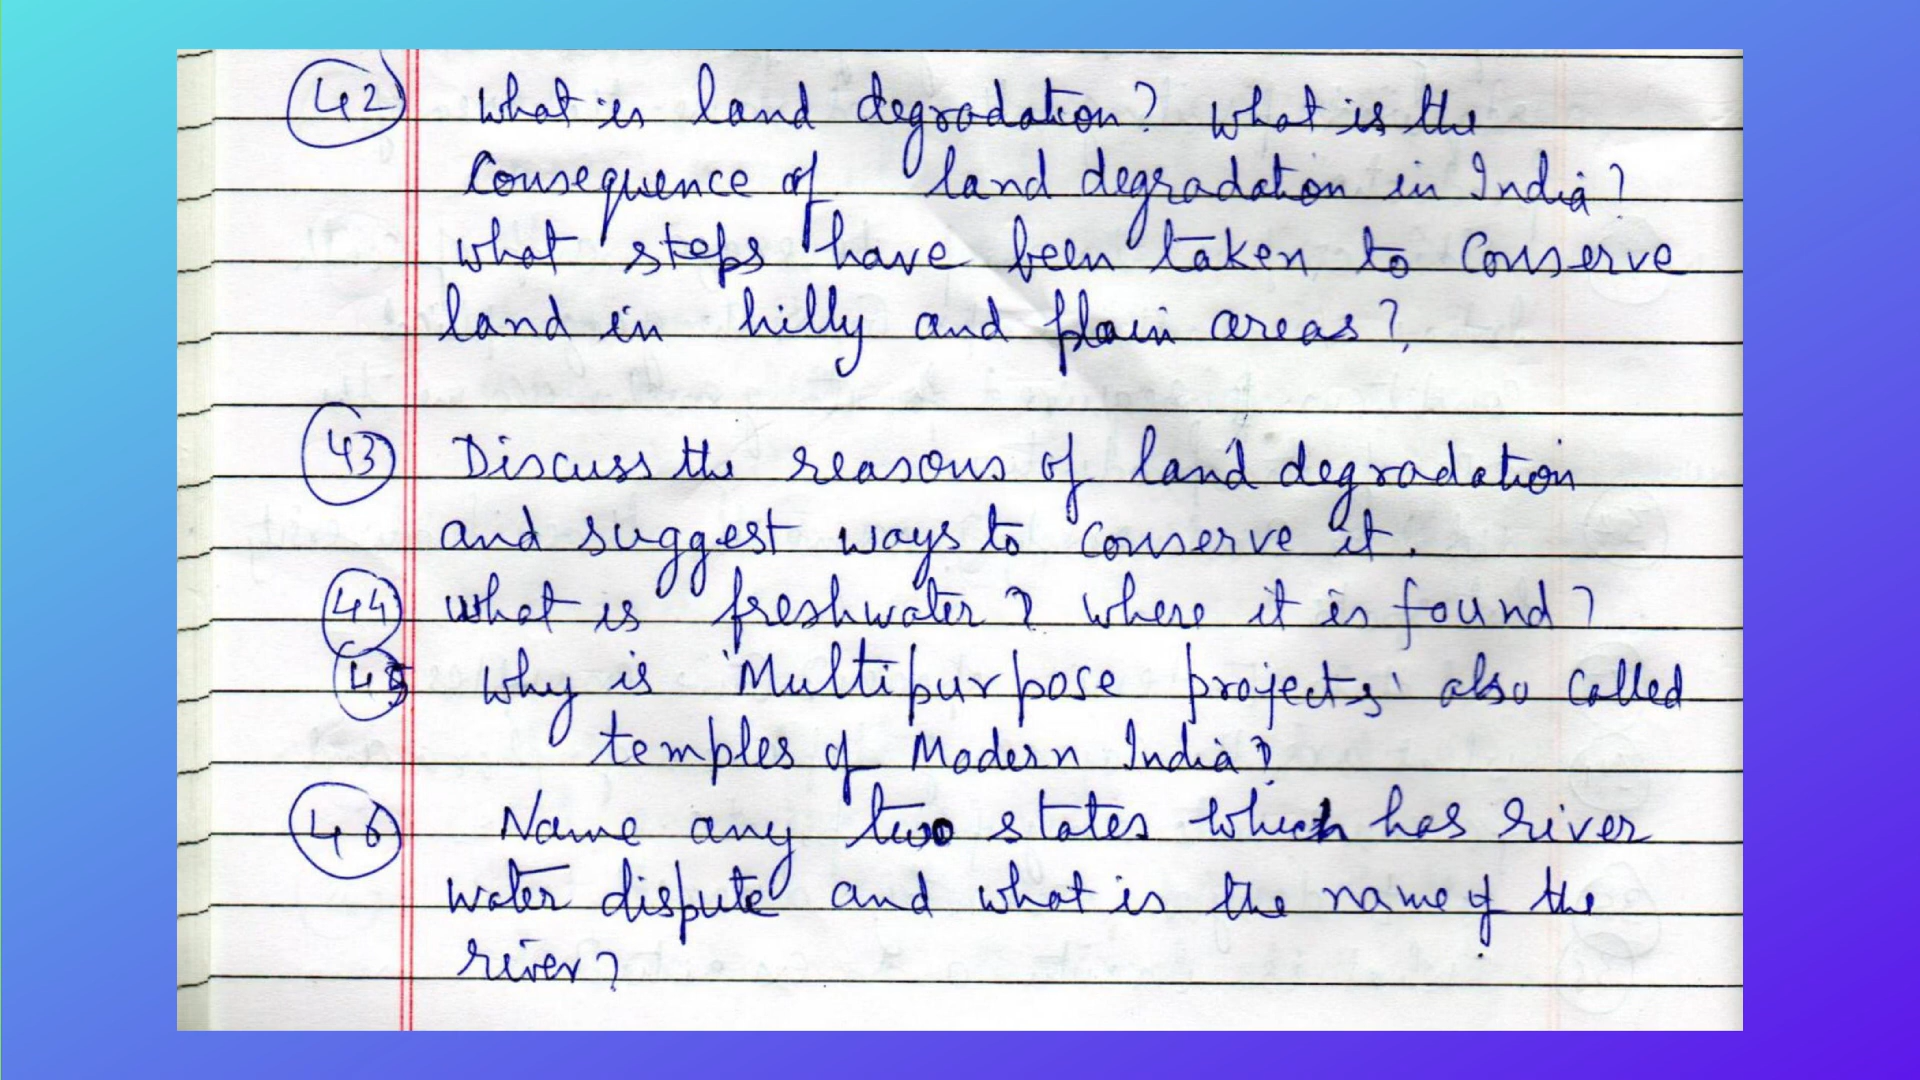 42 What is land degradation? What is the
Consequence of land degradation in India?
What steps have been taken to Conserve
land in hilly and plain areas?
43 Discuss the reasons of land degradation
and suggest ways to conserve it.
44 What is freshwater? where it is found?
45 Why is 'Multipurpose projects' also Called
temples of Modern India?
46 Name any two states which has river
water dispute and what is the name of the
river?